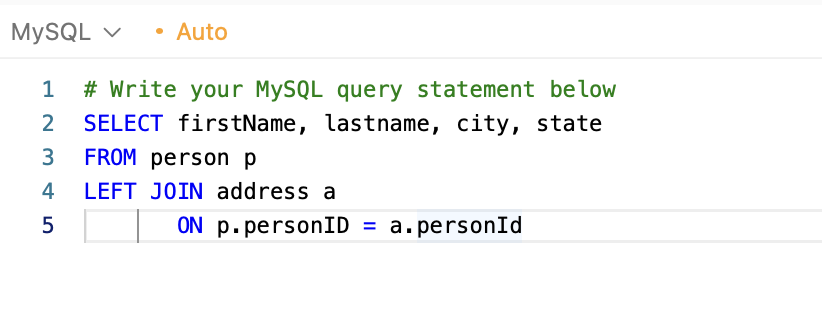 MySQL • Auto
1 # Write your MySQL query statement below
2 SELECT firstName, lastname, city, state
3 FROM person p
4 LEFT JOIN address a
5 ON p.personID = a.personId